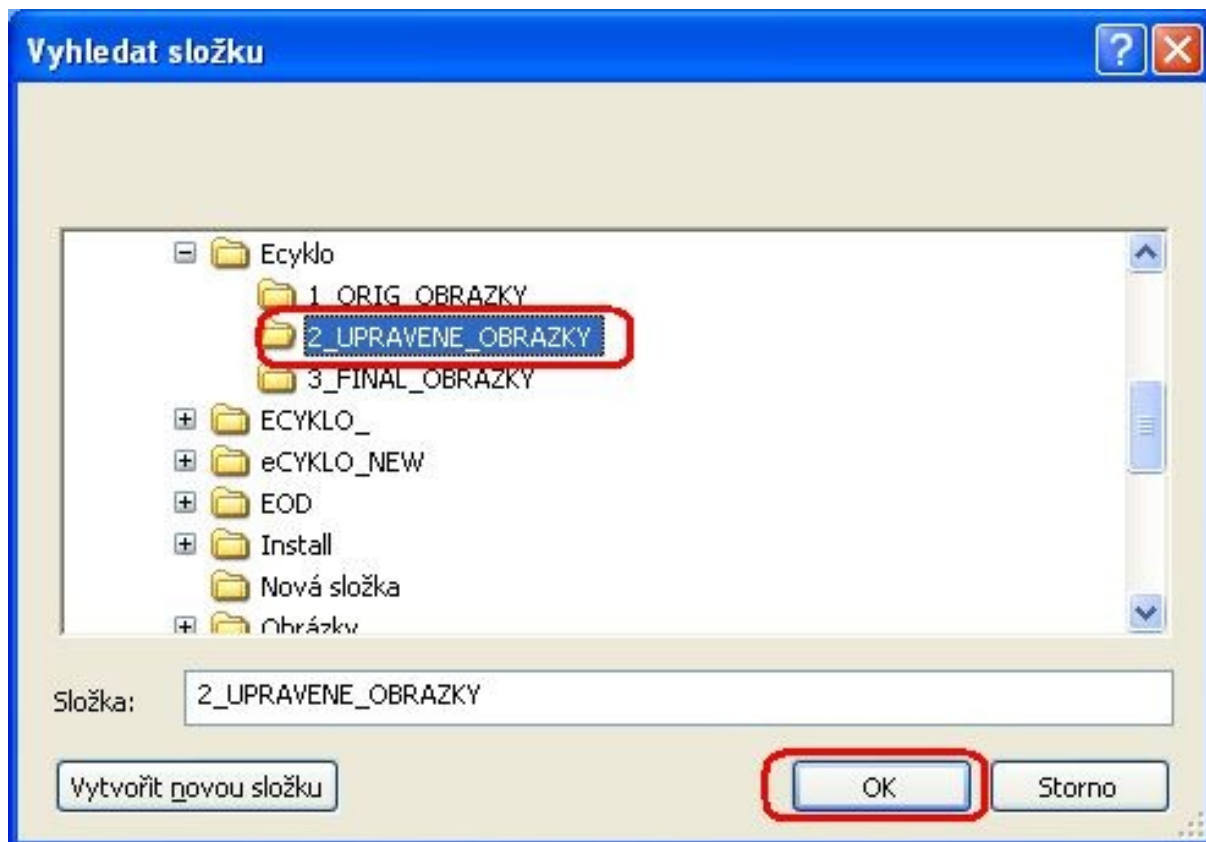 Vyhledat složku
Ecyklo
1_ORIG_OBRAZKY
2_UPRAVENE_OBRAZKY
3_FINAL_OBRAZKY
ECYKLO_
eCYKLO_NEW
EOD
Install
Nová složka
Obrázky
Složka: 2_UPRAVENE_OBRAZKY
Vytvořit novou složku OK Storno